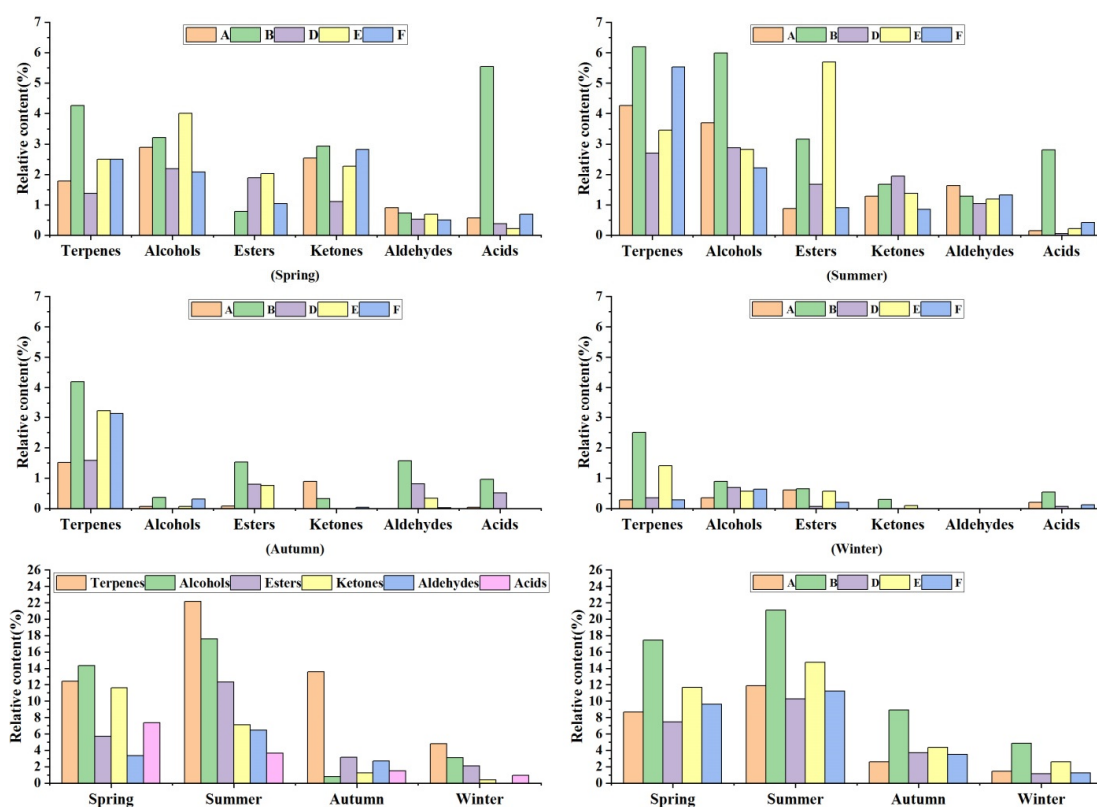 A B D E F
Relative content(%)
7
6
5
4
3
2
1
0
Terpenes Alcohols Esters Ketones Aldehydes Acids
(Spring)
A B D E F
Relative content(%)
7
6
5
4
3
2
1
0
Terpenes Alcohols Esters Ketones Aldehydes Acids
(Summer)
A B D E F
Relative content(%)
7
6
5
4
3
2
1
0
Terpenes Alcohols Esters Ketones Aldehydes Acids
(Autumn)
A B D E F
Relative content(%)
7
6
5
4
3
2
1
0
Terpenes Alcohols Esters Ketones Aldehydes Acids
(Winter)
Terpenes Alcohols Esters Ketones Aldehydes Acids
Relative content(%)
26
24
22
20
18
16
14
12
10
8
6
4
2
0
Spring Summer Autumn Winter
A B D E F
Relative content(%)
26
24
22
20
18
16
14
12
10
8
6
4
2
0
Spring Summer Autumn Winter